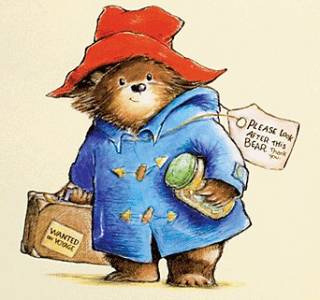 PLEASE LOOK
AFTER THIS
BEAR THANK
YOU
WANTED
ON VOYAGE